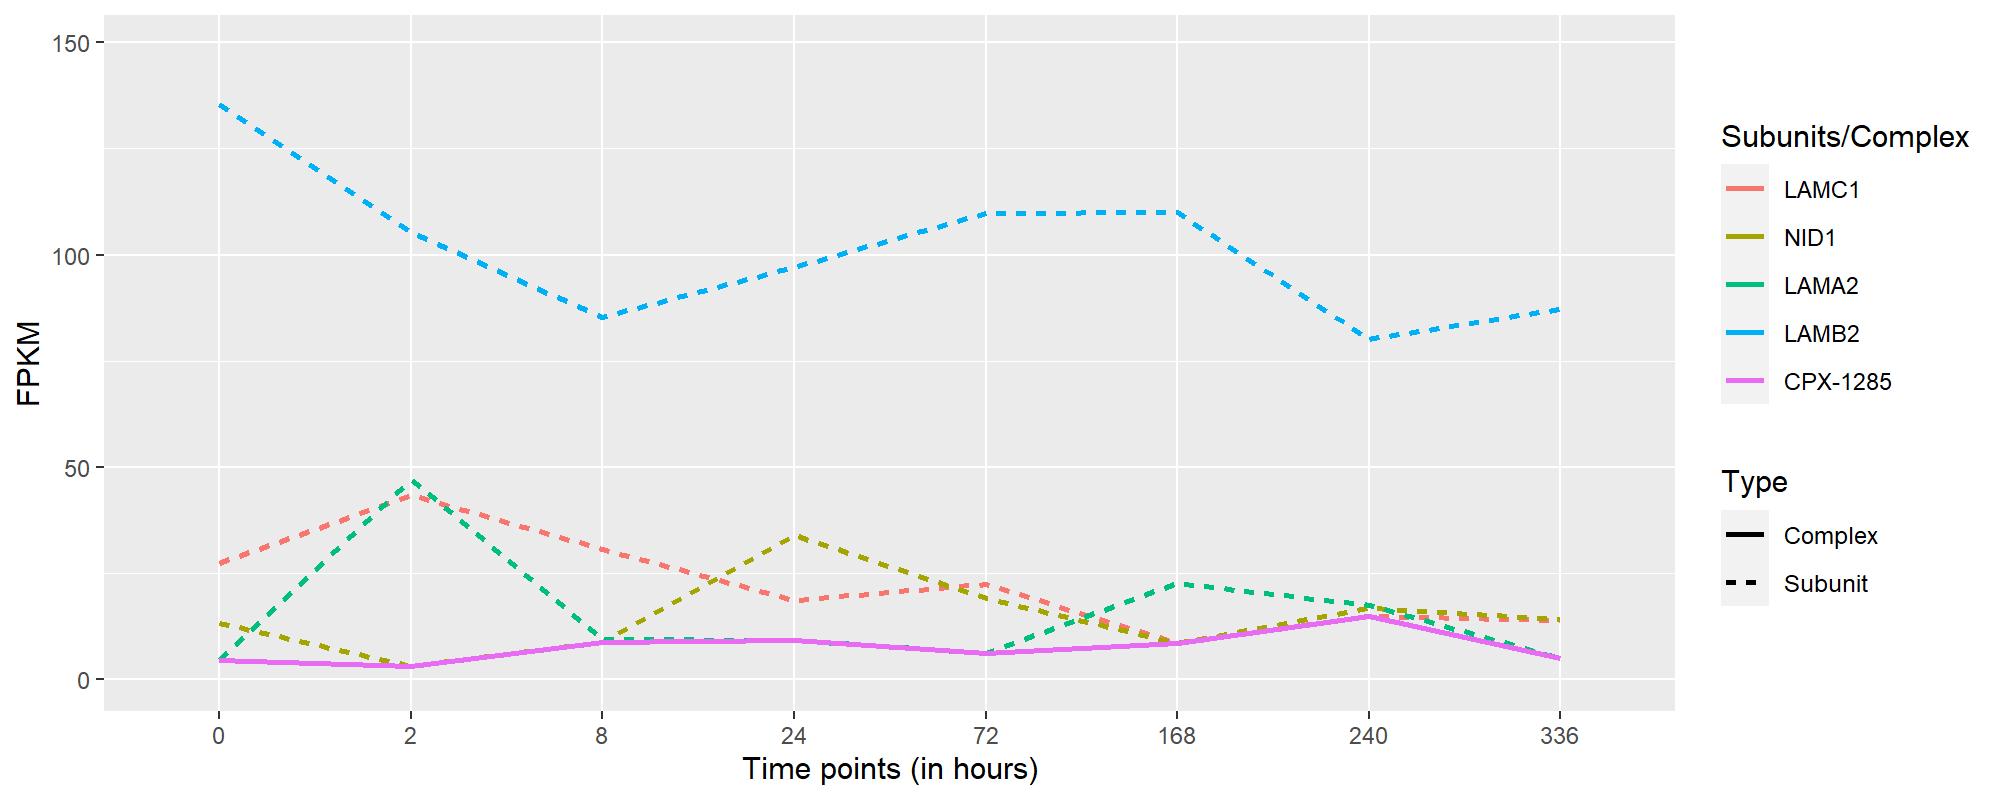 150
100
50
0
FPKM
0 2 8 24 72 168 240 336
Time points (in hours)
Subunits/Complex
LAMC1
NID1
LAMA2
LAMB2
CPX-1285
Type
Complex
Subunit